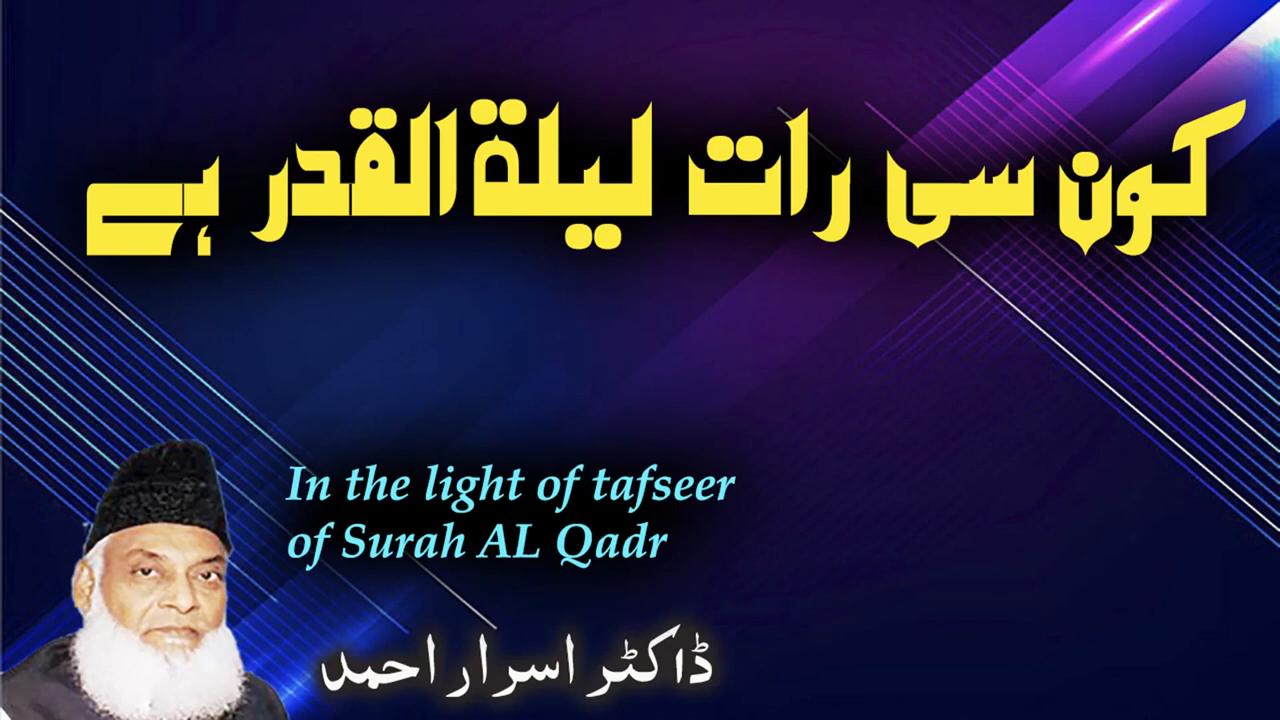 کون سی رات لیلۃ القدر ہے
In the light of tafseer
of Surah AL Qadr
ڈاکٹر اسرار احمد